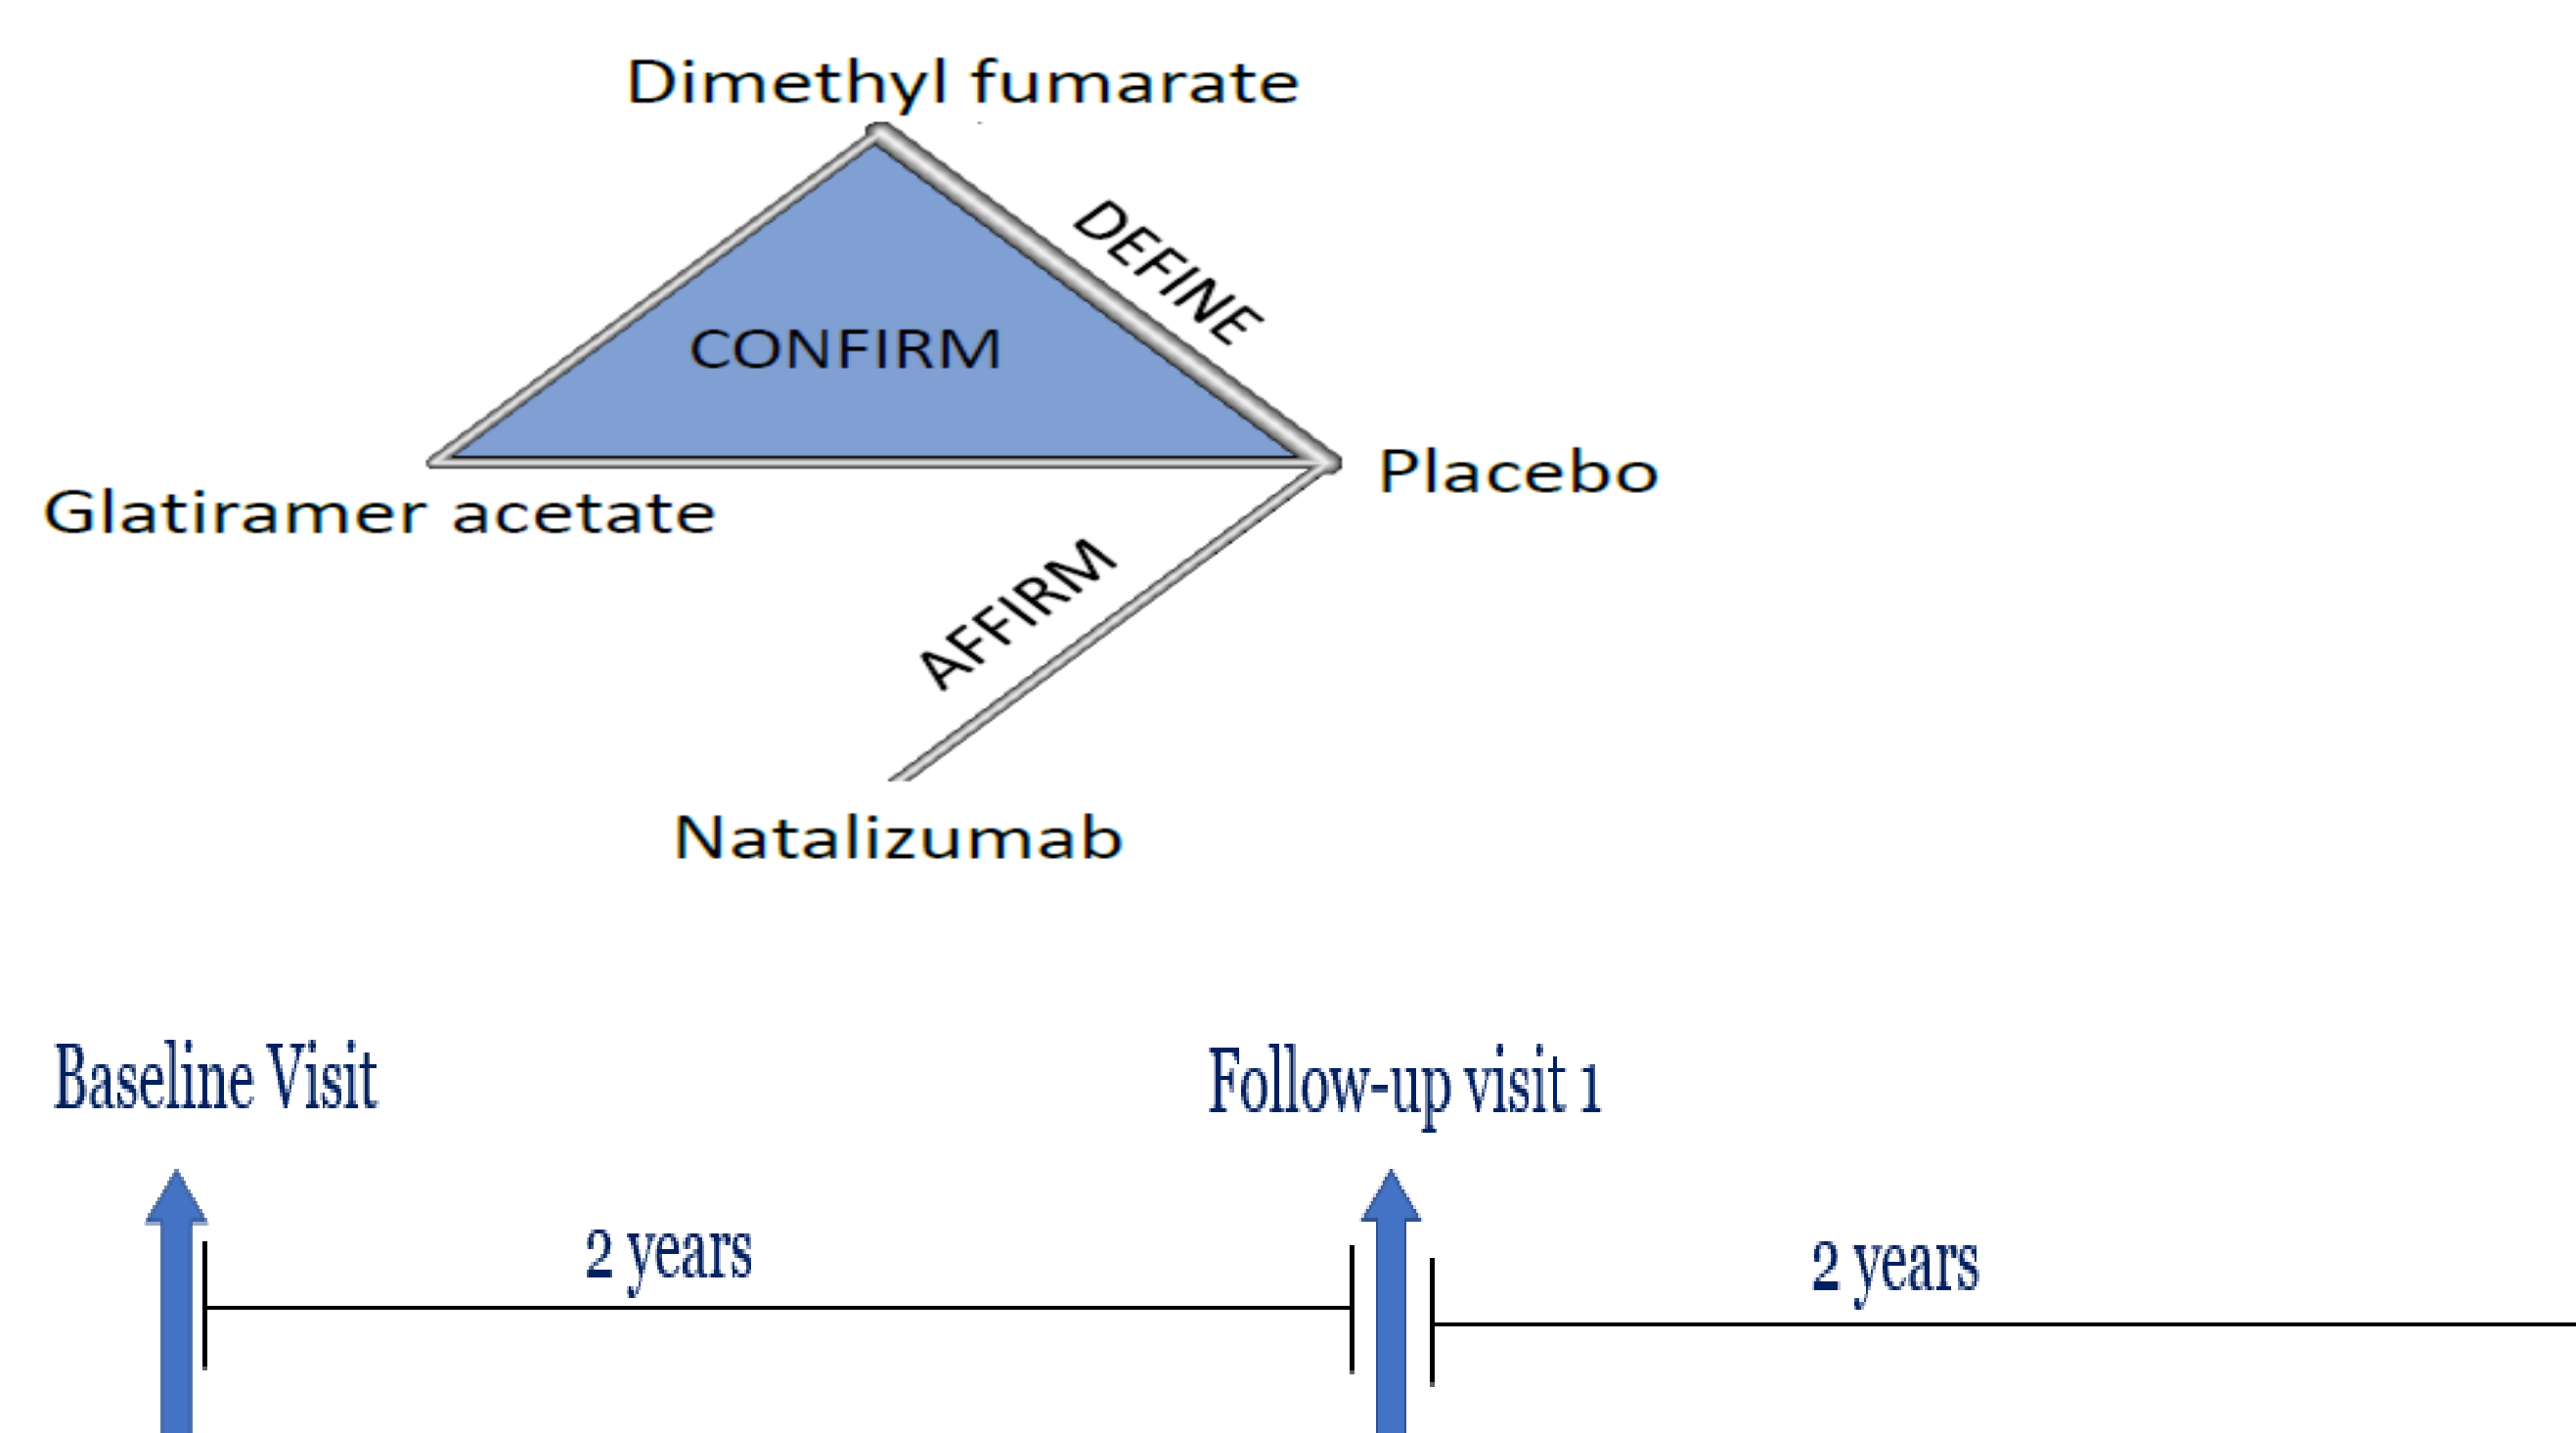 Dimethyl fumarate
DEFINE
CONFIRM
Placebo
Glatiramer acetate
AFFIRM
Natalizumab
Baseline Visit
Follow-up visit 1
2 years
2 years